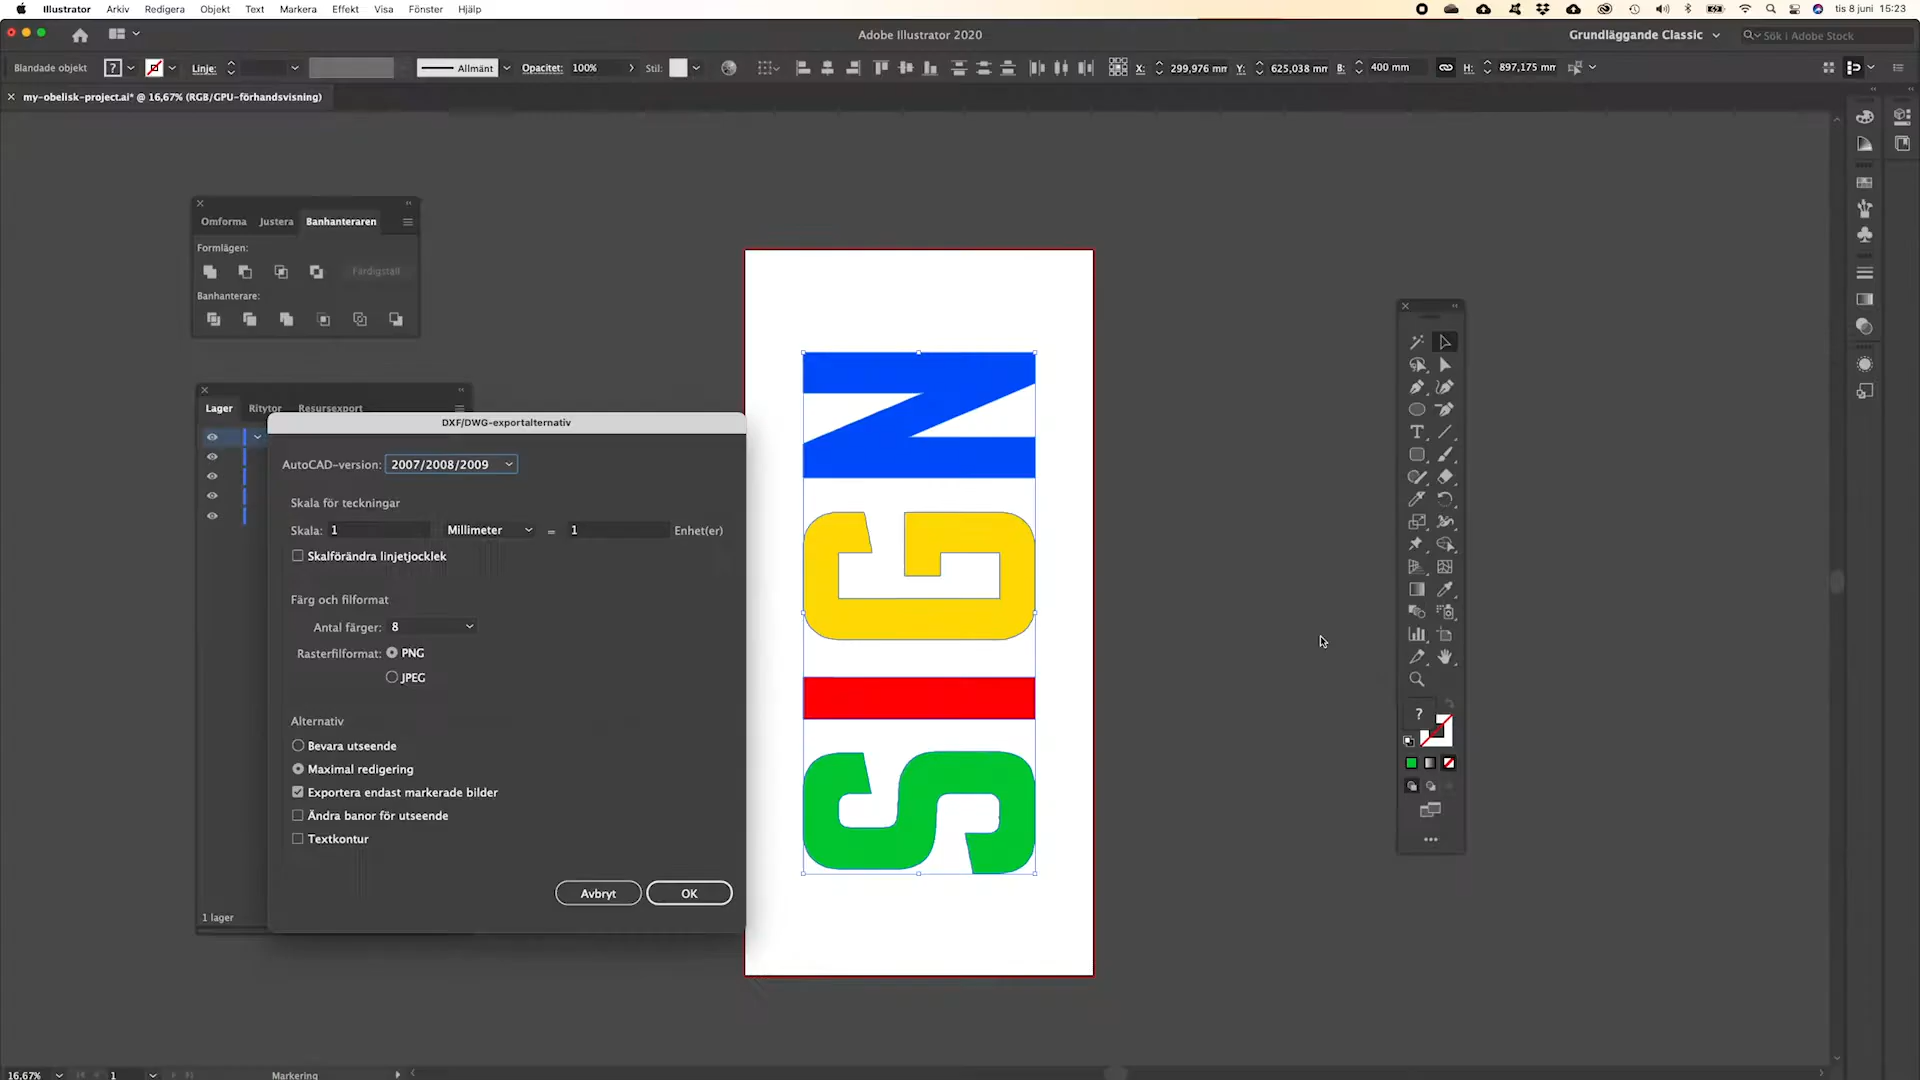 Illustrator Arkiv Redigera Objekt Text Markera Effekt Visa Fönster Hjälp tis 8 juni 15:23
Adobe Illustrator 2020 Grundläggande Classic Sök i Adobe Stock
Blandade objekt ? Linje: Allmänt Opacitet: 100% Stil: X: 299,976 mm Y: 625,038 mm B: 400 mm H: 897,175 mm
my-obelisk-project.ai* @ 16,67% (RGB/GPU-förhandsvisning)
Omforma Justera Banhanteraren
Formlägen:
Färdigställ
Banhanterare:
Lager Ritytor Resursexport
DXF/DWG-exportalternativ
AutoCAD-version: 2007/2008/2009
Skala för teckningar
Skala: 1 Millimeter = 1 Enhet(er)
Skalförändra linjetjocklek
Färg och filformat
Antal färger: 8
Rasterfilformat: PNG
JPEG
Alternativ
Bevara utseende
Maximal redigering
Exportera endast markerade bilder
Ändra banor för utseende
Textkontur
Avbryt OK
1 lager
SIGN
?
16,67% 1 Markering